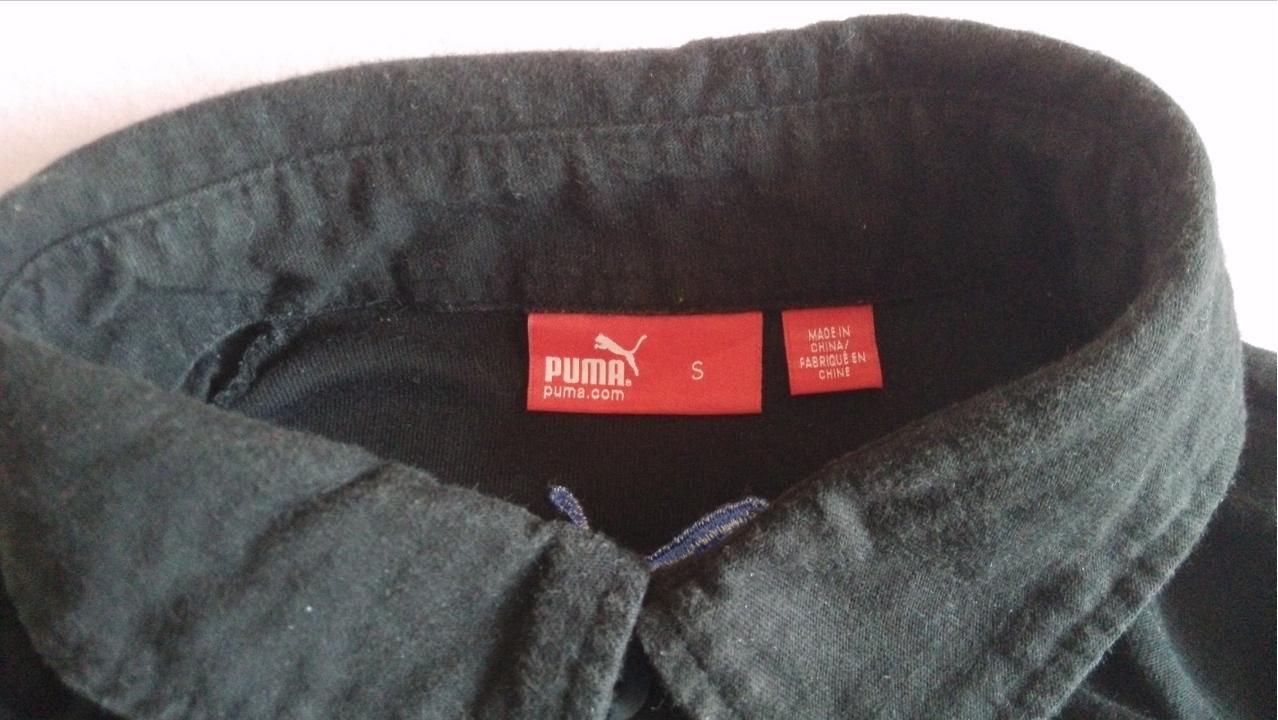 PUMA®
puma.com
S
MADE IN
CHINA/
FABRIQUÉ EN
CHINE